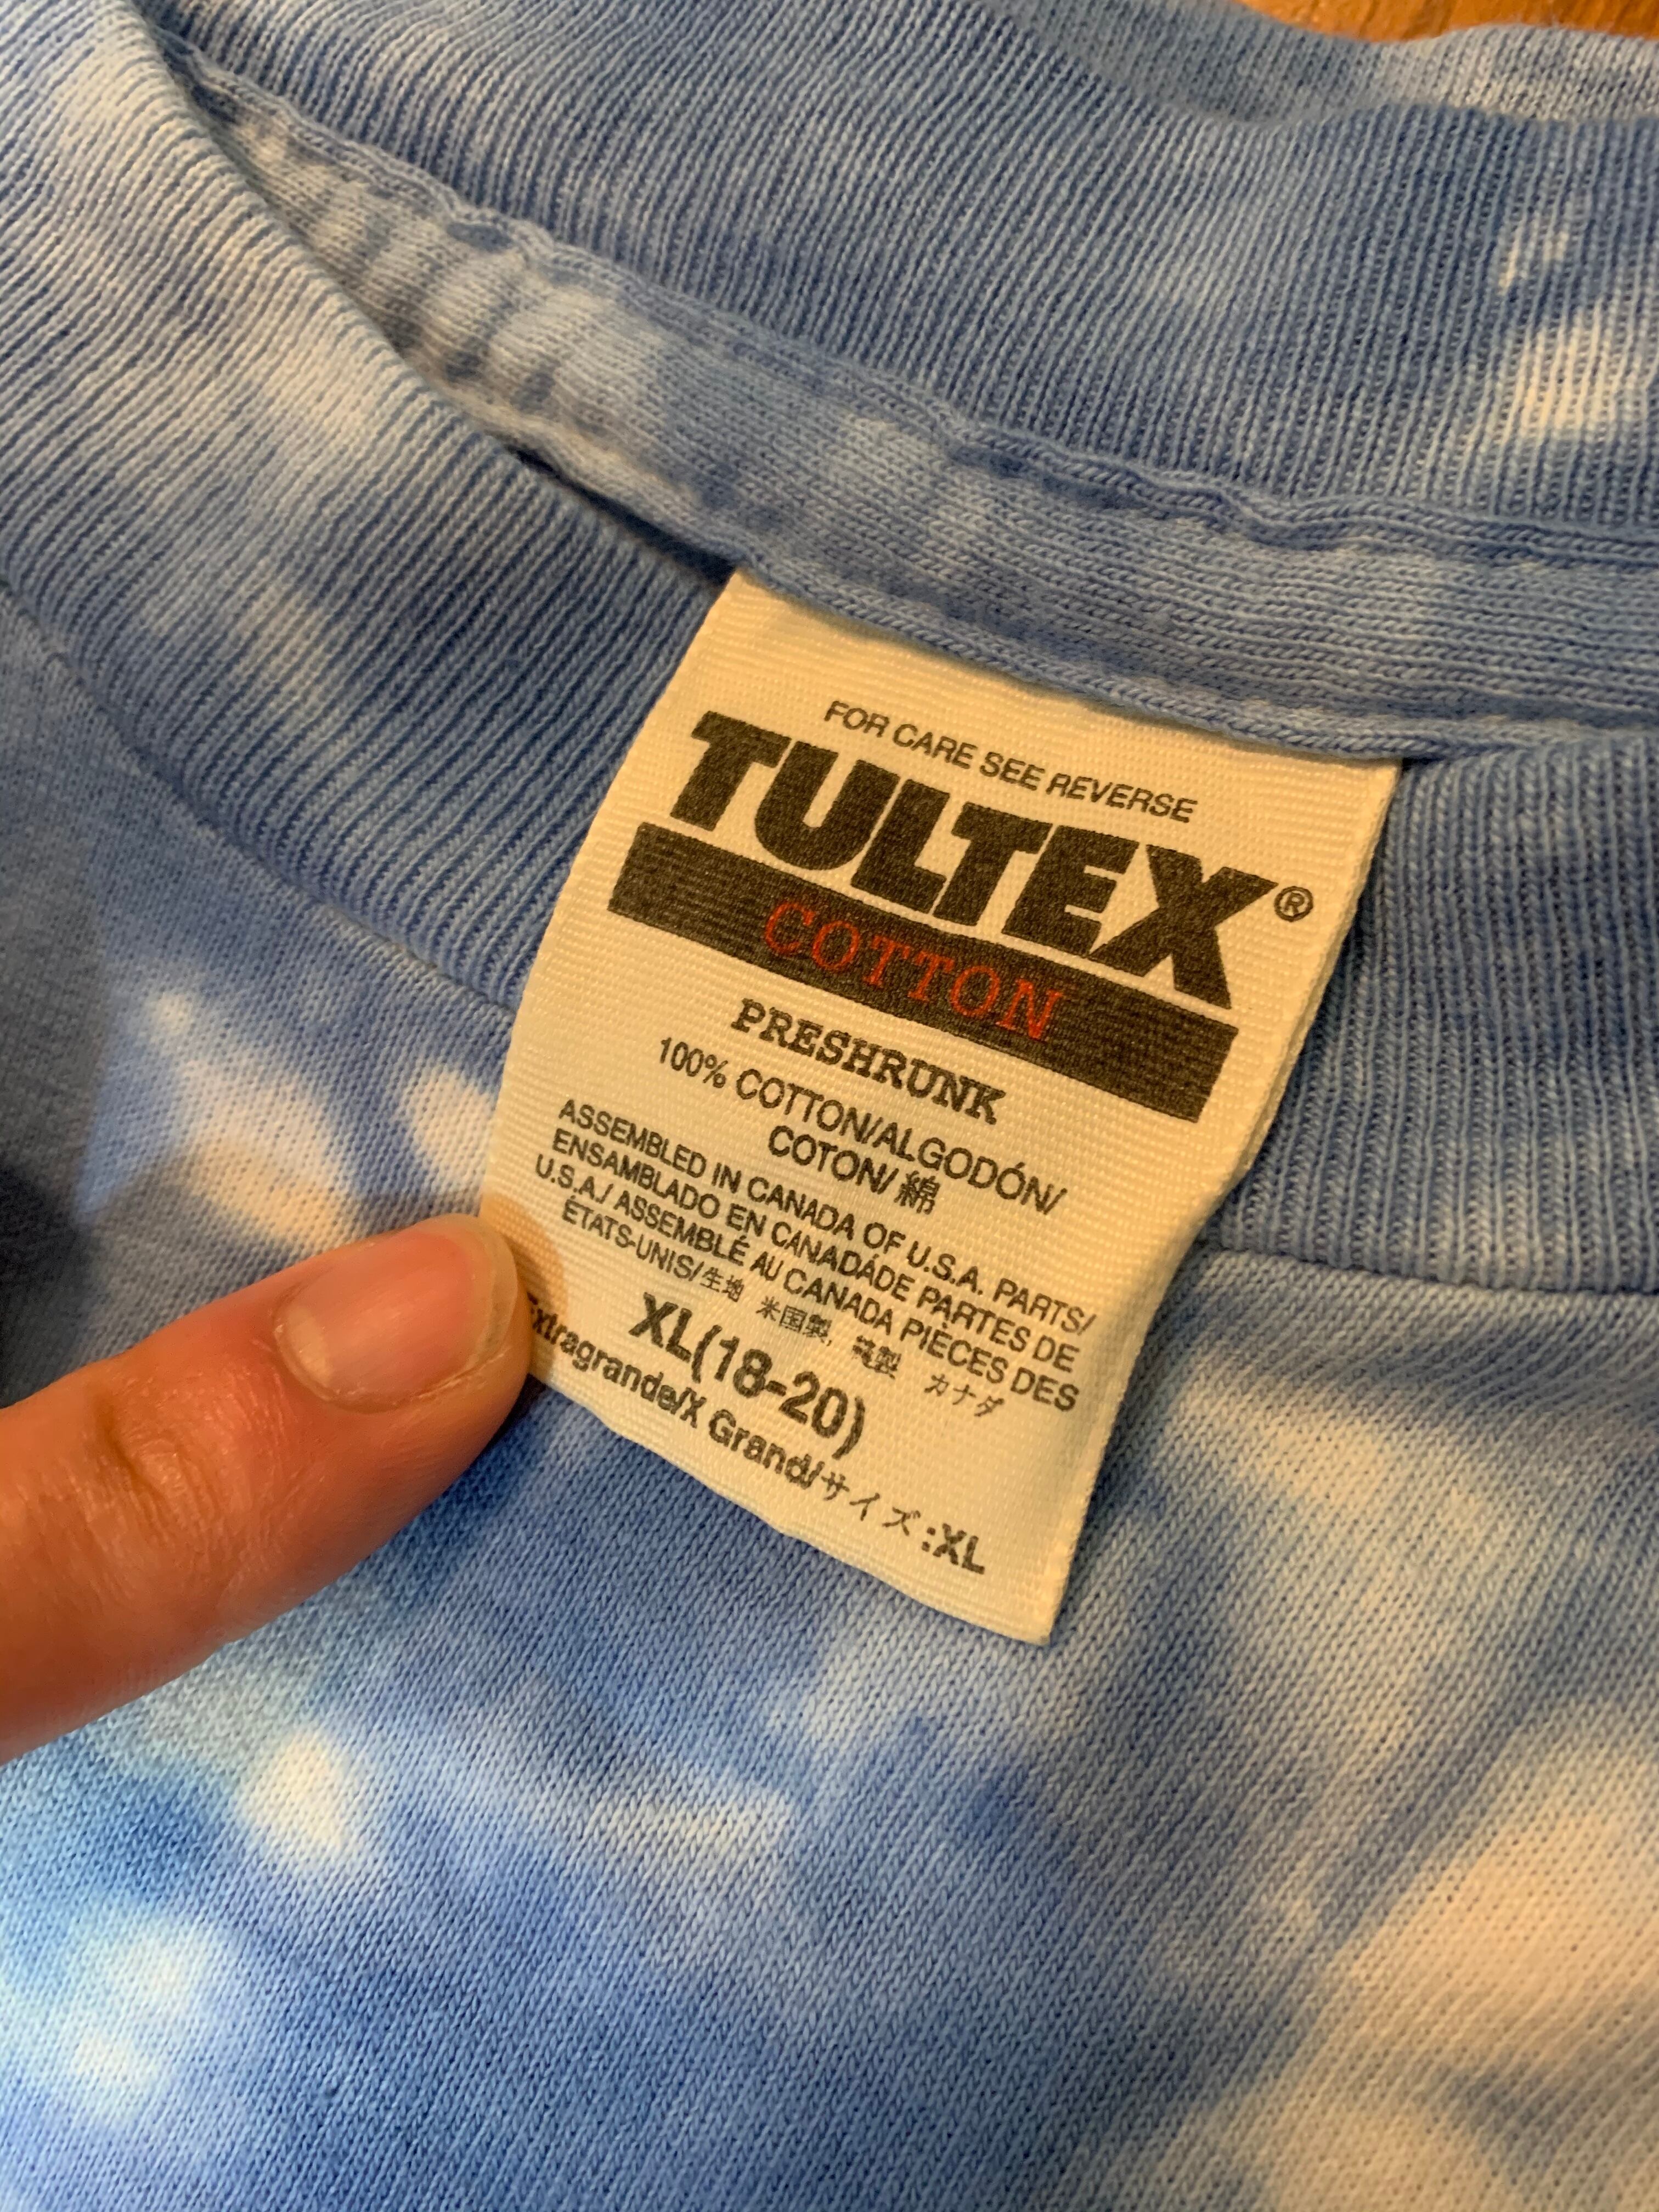 FOR CARE SEE REVERSE
TULTEX®
COTTON
PRESHRUNK
100% COTTON/ALGODÓN/
COTON/綿
ASSEMBLED IN CANADA OF U.S.A. PARTS/
ENSAMBLADO EN CANADÁDE PARTES DE
U.S.A./ ASSEMBLÉ AU CANADA PIÈCES DES
ÉTATS-UNIS/生地 米国製, 縫製 カナダ
XL(18-20)
Extragrande/X Grand/サイズ:XL